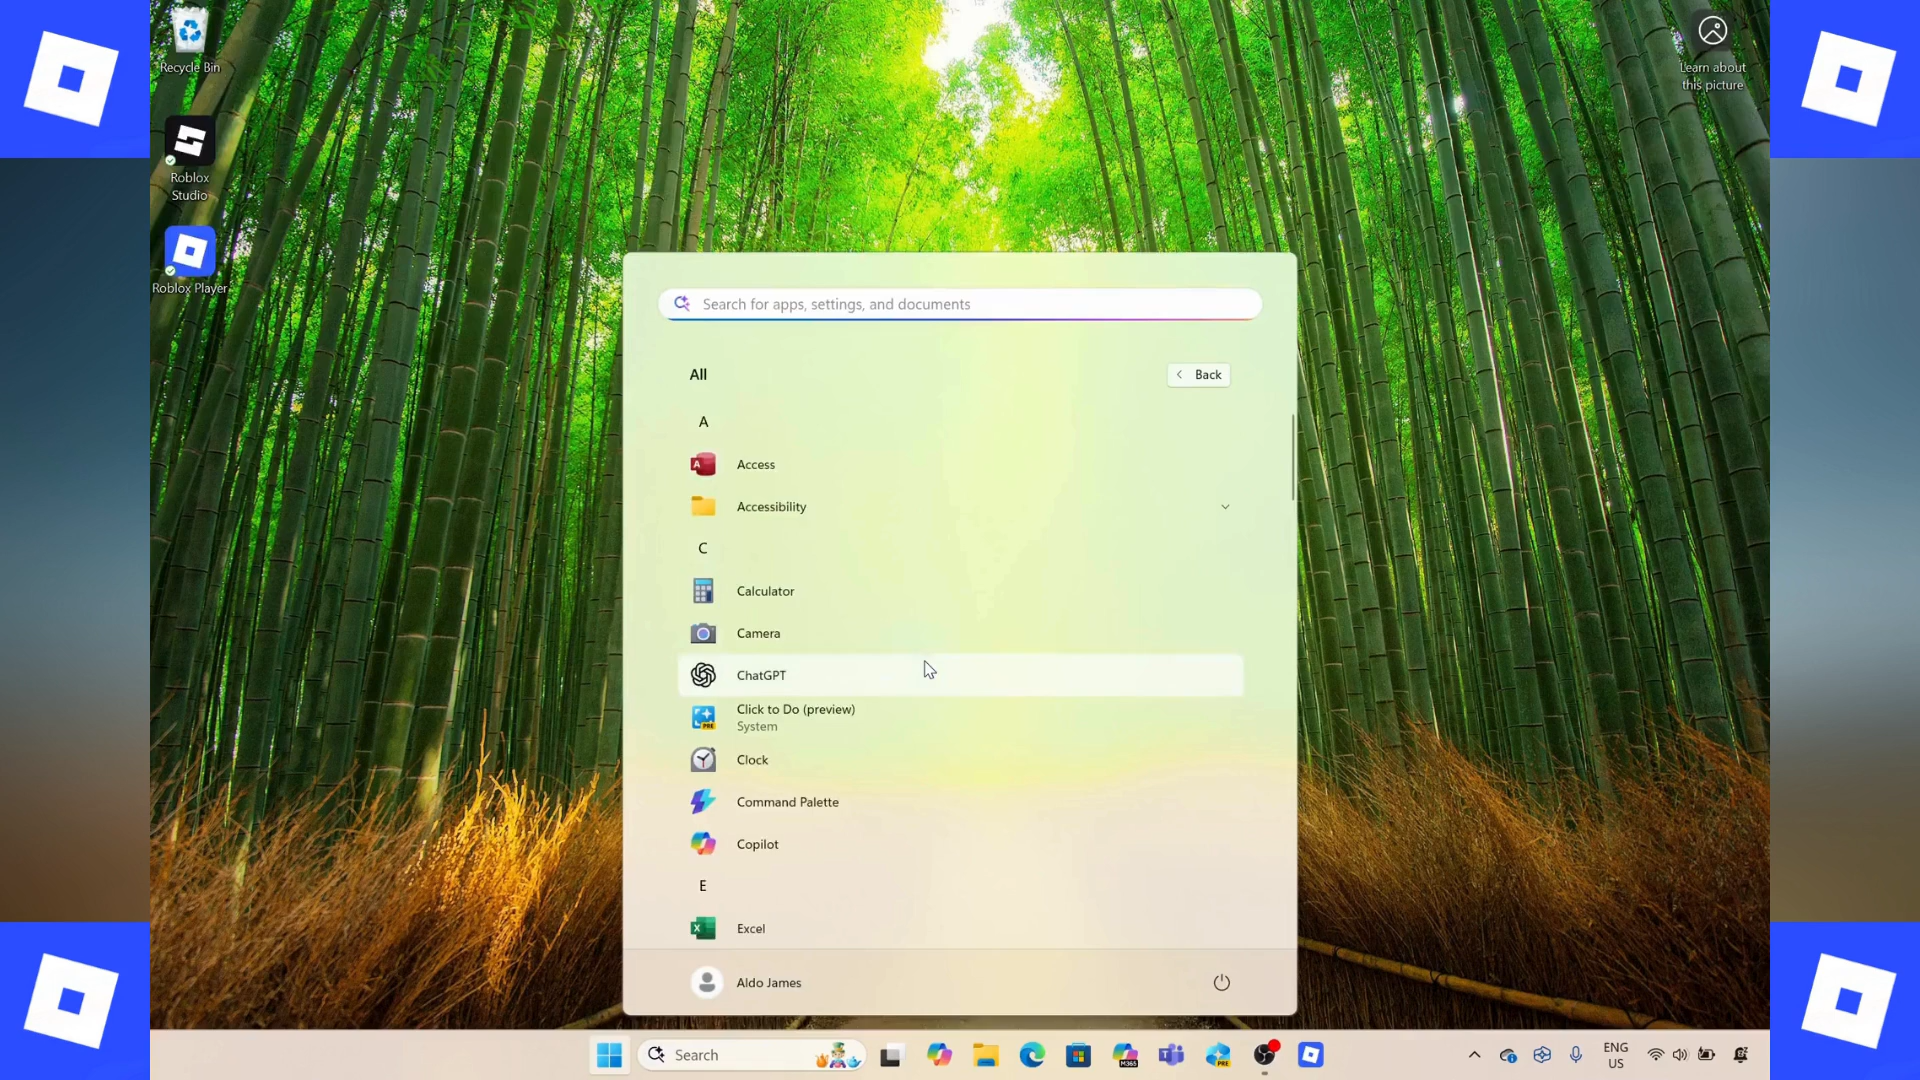 Recycle Bin
Learn about
this picture
Roblox
Studio
Roblox Player
Search for apps, settings, and documents
All
Back
A
Access
Accessibility
C
Calculator
Camera
ChatGPT
Click to Do (preview)
System
Clock
Command Palette
Copilot
E
Excel
Aldo James
Search
M365
PRE
ENG
US